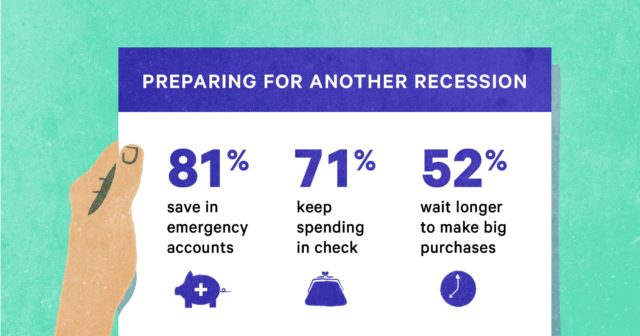 PREPARING FOR ANOTHER RECESSION
81%
save in
emergency
accounts
71%
keep
spending
in check
52%
wait longer
to make big
purchases